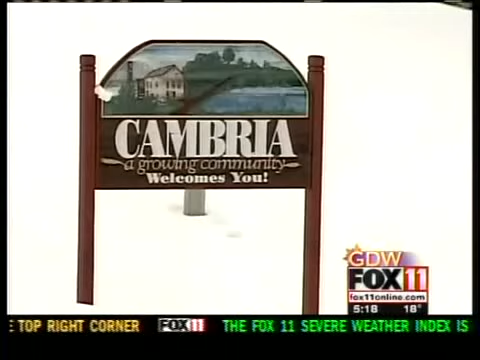 CAMBRIA
a growing community
Welcomes You!
GDW
FOX 11
fox11online.com
5:18 18°
E TOP RIGHT CORNER FOX 11 THE FOX 11 SEVERE WEATHER INDEX IS